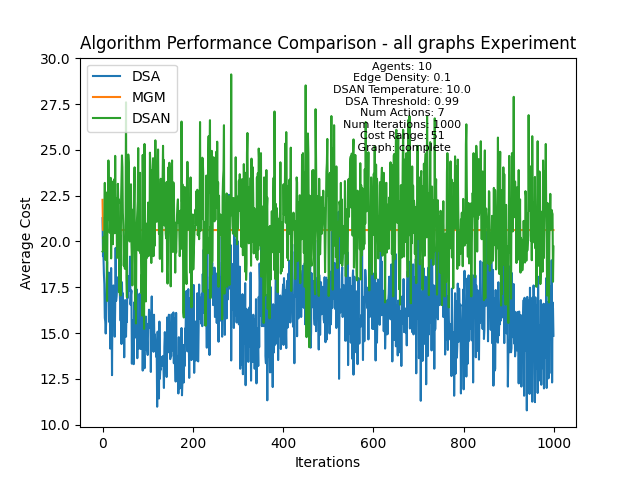 Algorithm Performance Comparison - all graphs Experiment
DSA
MGM
DSAN
Agents: 10
Edge Density: 0.1
DSAN Temperature: 10.0
DSA Threshold: 0.99
Num Actions: 7
Num Iterations: 1000
Cost Range: 51
Graph: complete
Average Cost
30.0
27.5
25.0
22.5
20.0
17.5
15.0
12.5
10.0
0 200 400 600 800 1000
Iterations